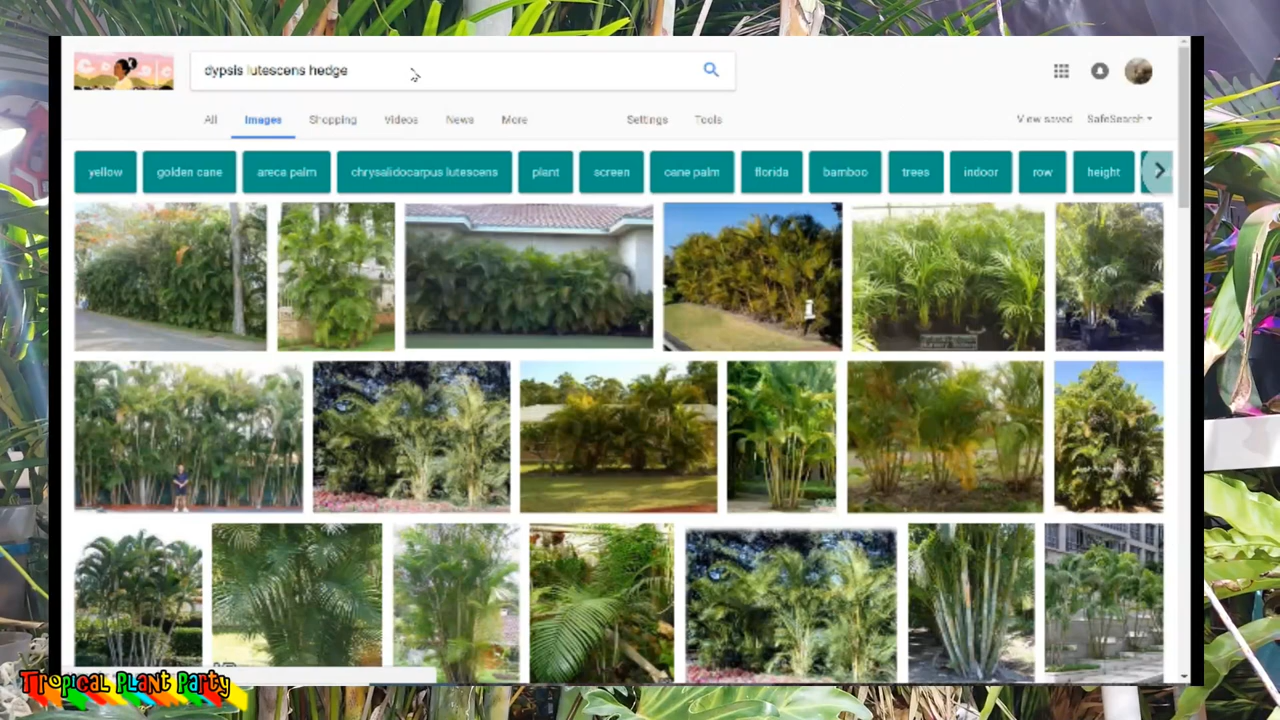 dypsis lutescens hedge
All Images Shopping Videos News More Settings Tools View saved SafeSearch
yellow golden cane areca palm chrysalidocarpus lutescens plant screen cane palm florida bamboo trees indoor row height
Tropical Plant Party